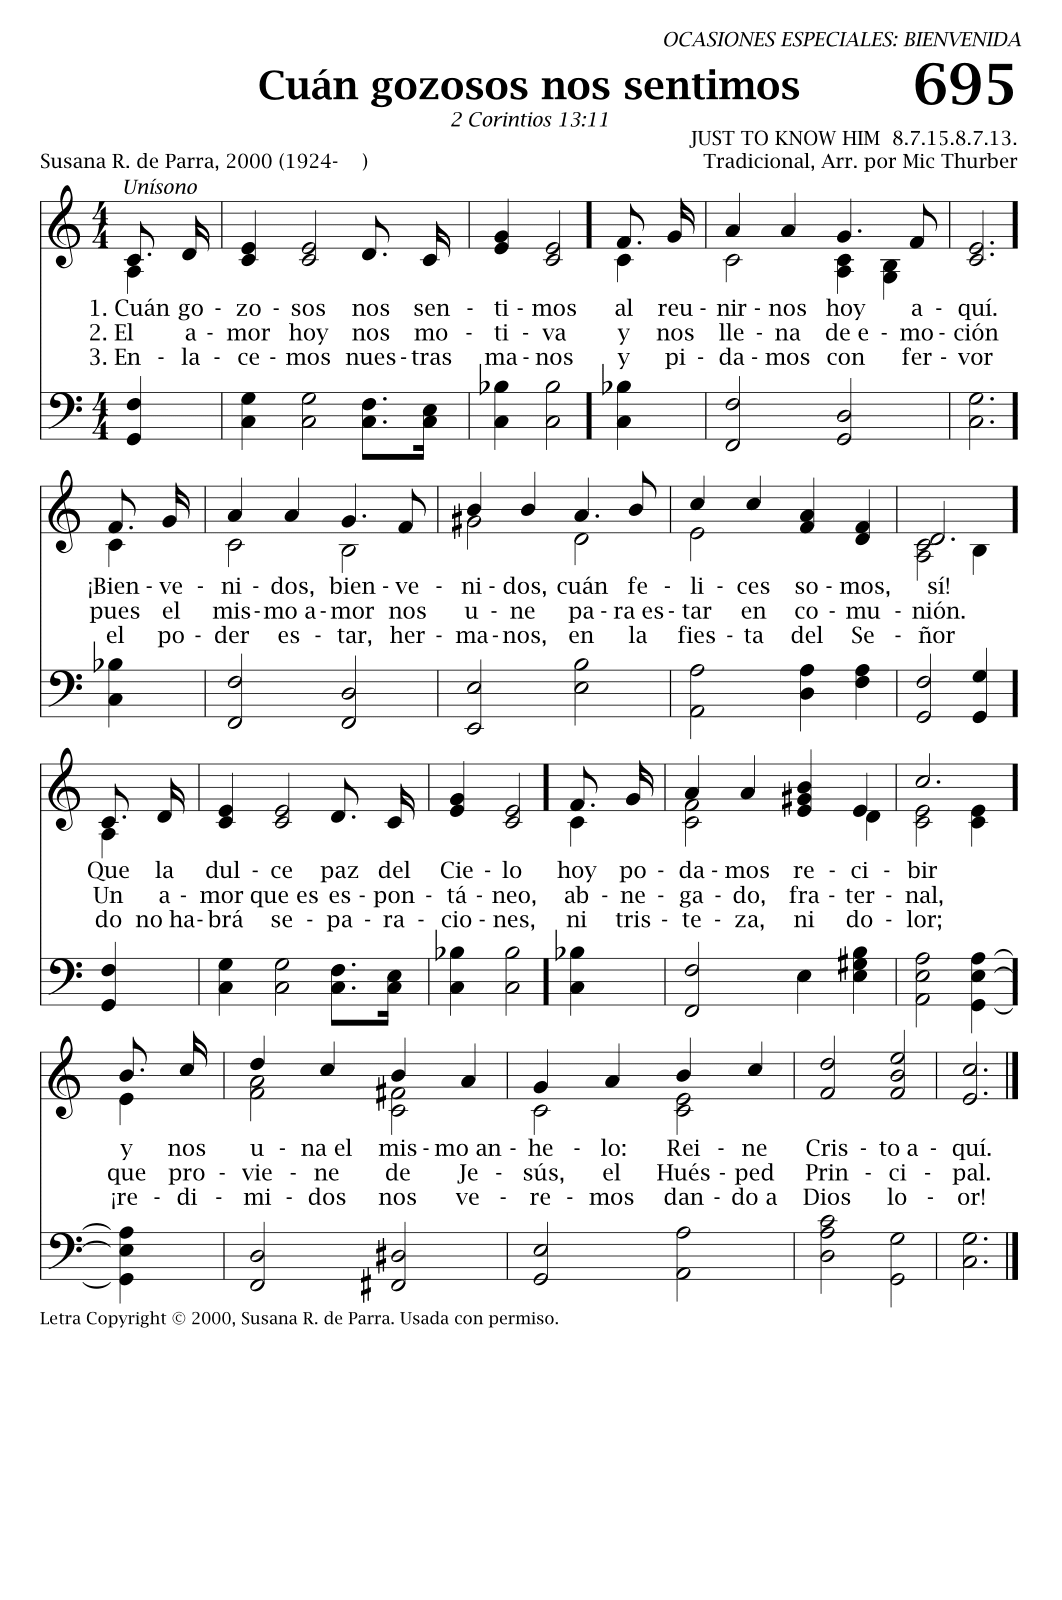 OCASIONES ESPECIALES: BIENVENIDA
Cuán gozosos nos sentimos 695
2 Corintios 13:11
JUST TO KNOW HIM 8.7.15.8.7.13.
Susana R. de Parra, 2000 (1924- ) Tradicional, Arr. por Mic Thurber
Unísono
1. Cuán go - zo - sos nos sen - ti - mos al reu - nir - nos hoy a - quí.
2. El a - mor hoy nos mo - ti - va y nos lle - na de e - mo - ción
3. En - la - ce - mos nues - tras ma - nos y pi - da - mos con fer - vor
¡Bien - ve - ni - dos, bien - ve - ni - dos, cuán fe - li - ces so - mos, sí!
pues el mis - mo a - mor nos u - ne pa - ra es - tar en co - mu - nión.
el po - der es - tar, her - ma - nos, en la fies - ta del Se - ñor
Que la dul - ce paz del Cie - lo hoy po - da - mos re - ci - bir
Un a - mor que es es - pon - tá - neo, ab - ne - ga - do, fra - ter - nal,
do no ha - brá se - pa - ra - cio - nes, ni tris - te - za, ni do - lor;
y nos u - na el mis - mo an - he - lo: Rei - ne Cris - to a - quí.
que pro - vie - ne de Je - sús, el Hués - ped Prin - ci - pal.
¡re - di - mi - dos nos ve - re - mos dan - do a Dios lo - or!
Letra Copyright © 2000, Susana R. de Parra. Usada con permiso.